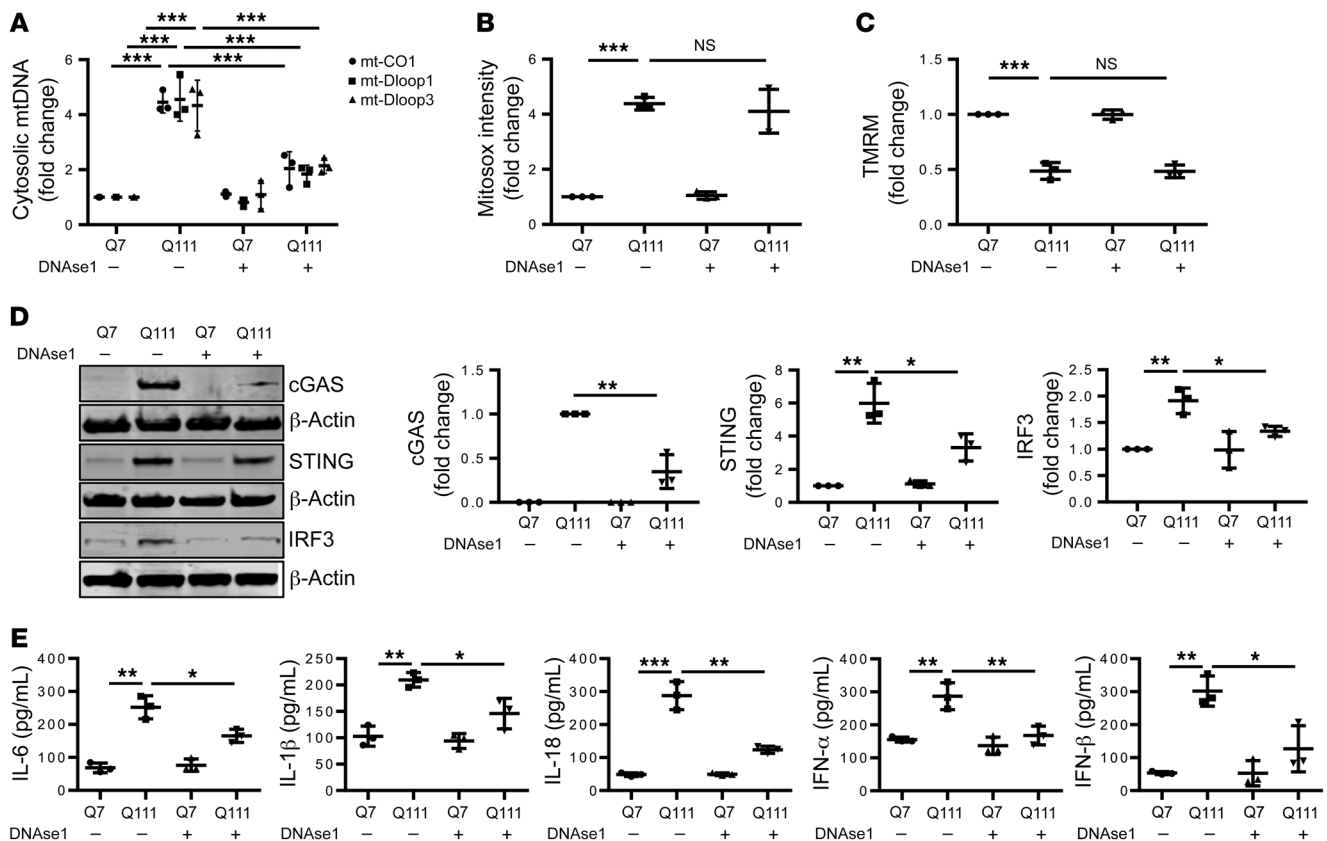 A
*** ***
*** ***
*** ***
Cytosolic mtDNA
(fold change)
6
4
2
0
Q7 Q111 Q7 Q111
DNAse1 – – + +
mt-CO1
mt-Dloop1
mt-Dloop3
B
*** NS
Mitosox intensity
(fold change)
6
4
2
0
Q7 Q111 Q7 Q111
DNAse1 – – + +
C
*** NS
TMRM
(fold change)
1.5
1.0
0.5
0.0
Q7 Q111 Q7 Q111
DNAse1 – – + +
D
Q7 Q111 Q7 Q111
DNAse1 – – + +
cGAS
β-Actin
STING
β-Actin
IRF3
β-Actin
**
cGAS
(fold change)
1.5
1.0
0.5
0.0
Q7 Q111 Q7 Q111
DNAse1 – – + +
** *
STING
(fold change)
8
6
4
2
0
Q7 Q111 Q7 Q111
DNAse1 – – + +
** *
IRF3
(fold change)
2.5
2.0
1.5
1.0
0.5
0.0
Q7 Q111 Q7 Q111
DNAse1 – – + +
E
** *
IL-6 (pg/mL)
400
300
200
100
0
Q7 Q111 Q7 Q111
DNAse1 – – + +
** *
IL-1β (pg/mL)
250
200
150
100
50
0
Q7 Q111 Q7 Q111
DNAse1 – – + +
*** **
IL-18 (pg/mL)
400
300
200
100
0
Q7 Q111 Q7 Q111
DNAse1 – – + +
** **
IFN-α (pg/mL)
400
300
200
100
0
Q7 Q111 Q7 Q111
DNAse1 – – + +
** *
IFN-β (pg/mL)
400
300
200
100
0
Q7 Q111 Q7 Q111
DNAse1 – – + +